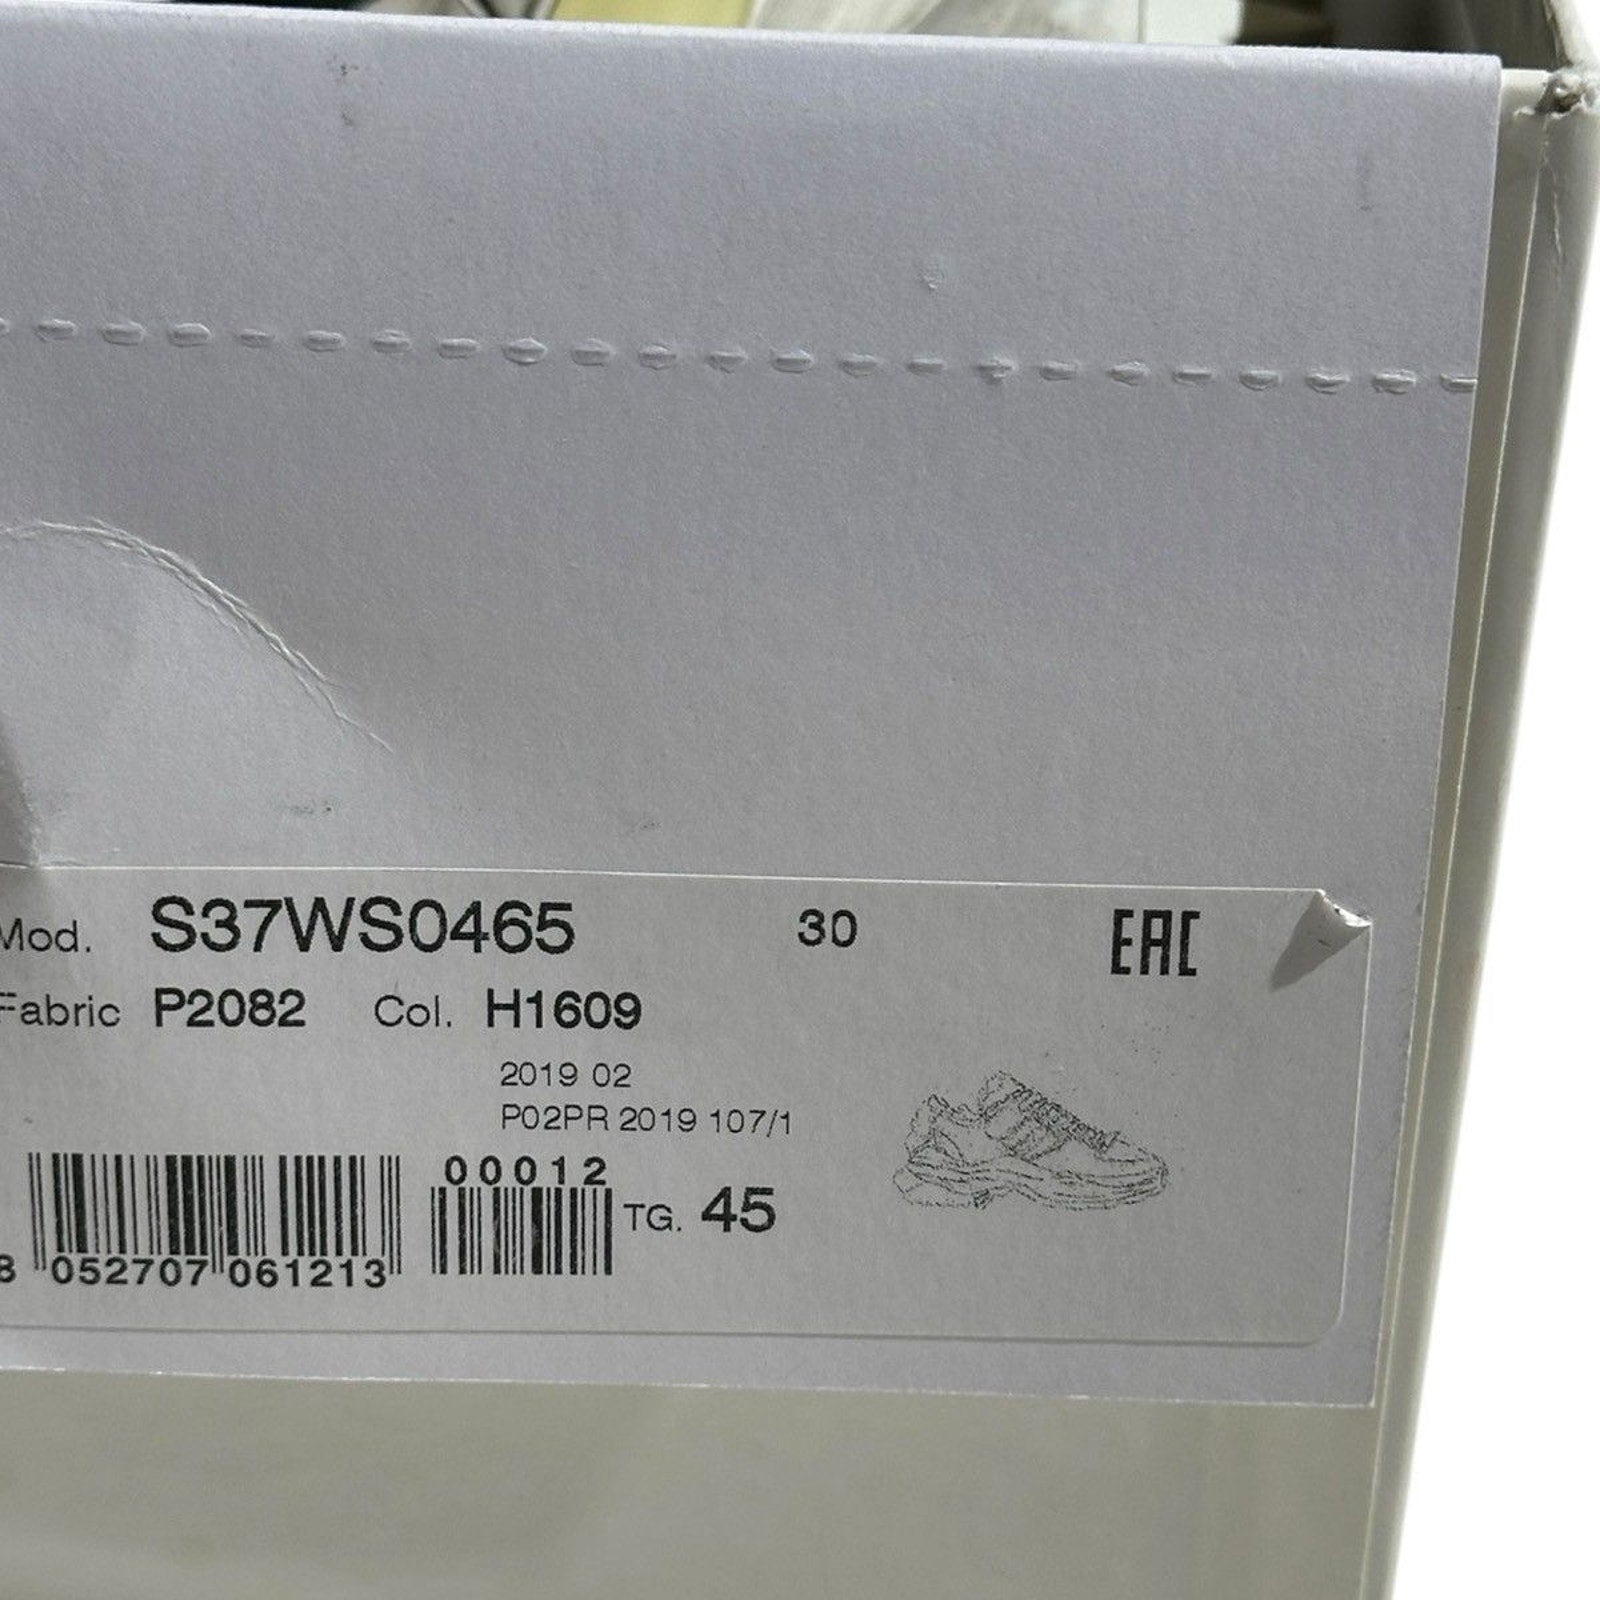 Mod. S37WS0465 30 EAC
Fabric P2082 Col. H1609
2019 02
P02PR 2019 107/1
00012
TG. 45
8 052707 061213